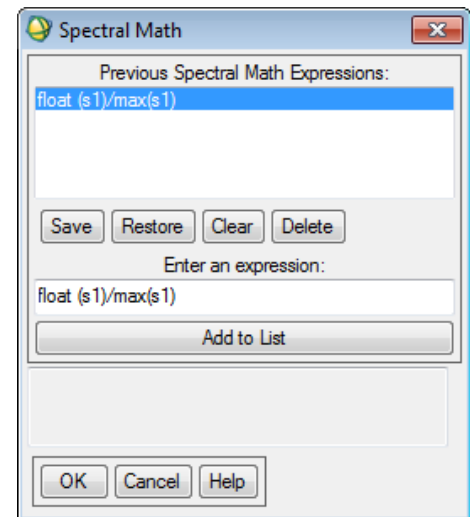 Spectral Math
Previous Spectral Math Expressions:
float (s1)/max(s1)
Save Restore Clear Delete
Enter an expression:
float (s1)/max(s1)
Add to List
OK Cancel Help